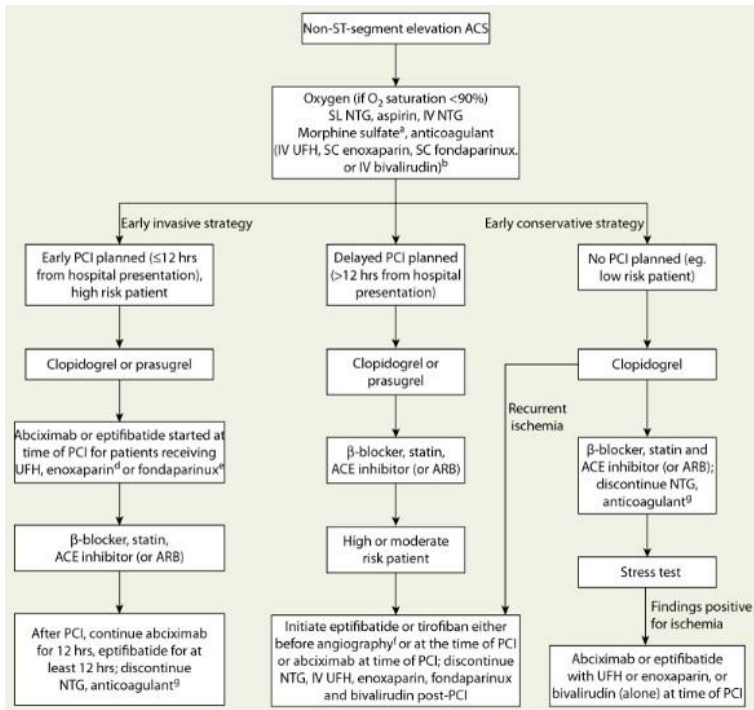 Non-ST-segment elevation ACS
Oxygen (if O₂ saturation <90%)
SL NTG, aspirin, IV NTG
Morphine sulfateᵃ, anticoagulant
(IV UFH, SC enoxaparin, SC fondaparinux.
or IV bivalirudin)ᵇ
Early invasive strategy
Early conservative strategy
Early PCI planned (≤12 hrs
from hospital presentation),
high risk patient
Clopidogrel or prasugrel
Abciximab or eptifibatide started at
time of PCI for patients receiving
UFH, enoxaparinᵈ or fondaparinuxᵉ
β-blocker, statin,
ACE inhibitor (or ARB)
After PCI, continue abciximab
for 12 hrs, eptifibatide for at
least 12 hrs; discontinue
NTG, anticoagulantᵍ
Delayed PCI planned
(>12 hrs from hospital
presentation)
Clopidogrel or
prasugrel
β-blocker, statin,
ACE inhibitor (or ARB)
High or moderate
risk patient
Initiate eptifibatide or tirofiban either
before angiographyᶠ or at the time of PCI
or abciximab at time of PCI; discontinue
NTG, IV UFH, enoxaparin, fondaparinux
and bivalirudin post-PCI
No PCI planned (eg.
low risk patient)
Clopidogrel
Recurrent
ischemia
β-blocker, statin and
ACE inhibitor (or ARB);
discontinue NTG,
anticoagulantᵍ
Stress test
Findings positive
for ischemia
Abciximab or eptifibatide
with UFH or enoxaparin, or
bivalirudin (alone) at time of PCI